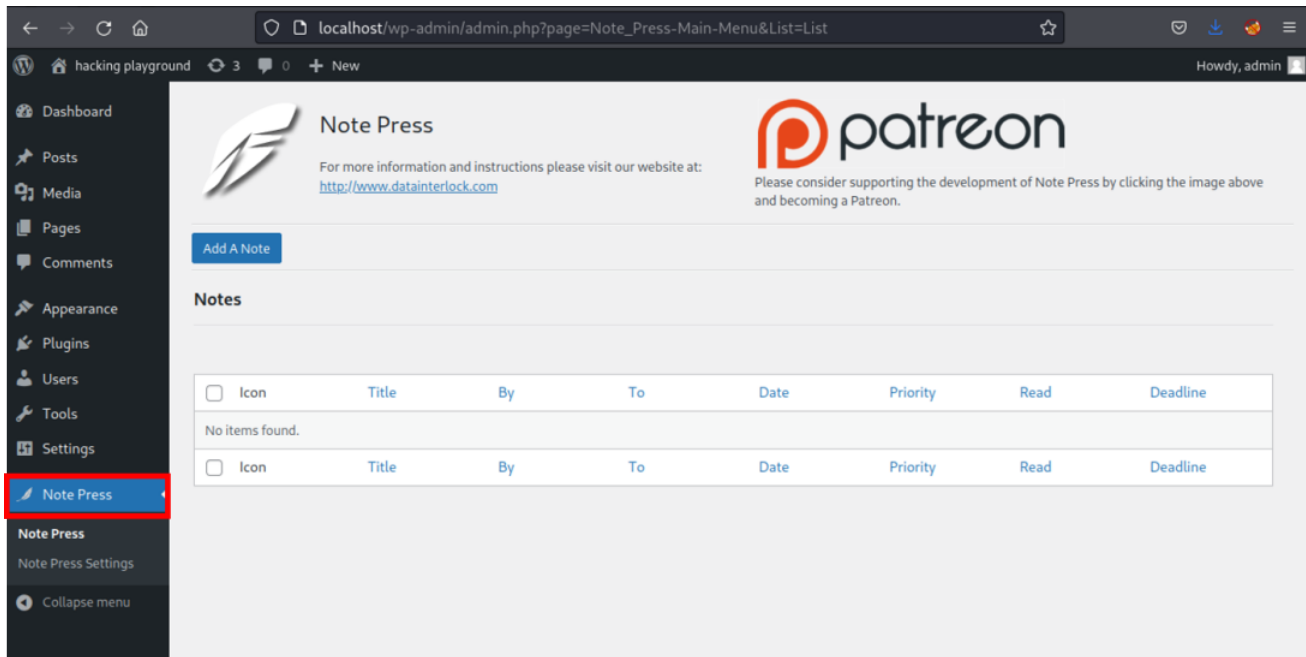 localhost/wp-admin/admin.php?page=Note_Press-Main-Menu&List=List
hacking playground 3 0 + New Howdy, admin
Dashboard
Posts
Media
Pages
Comments
Appearance
Plugins
Users
Tools
Settings
Note Press
Note Press
Note Press Settings
Collapse menu
Note Press
For more information and instructions please visit our website at:
http://www.datainterlock.com
patreon
Please consider supporting the development of Note Press by clicking the image above
and becoming a Patreon.
Add A Note
Notes
Icon Title By To Date Priority Read Deadline
No items found.
Icon Title By To Date Priority Read Deadline